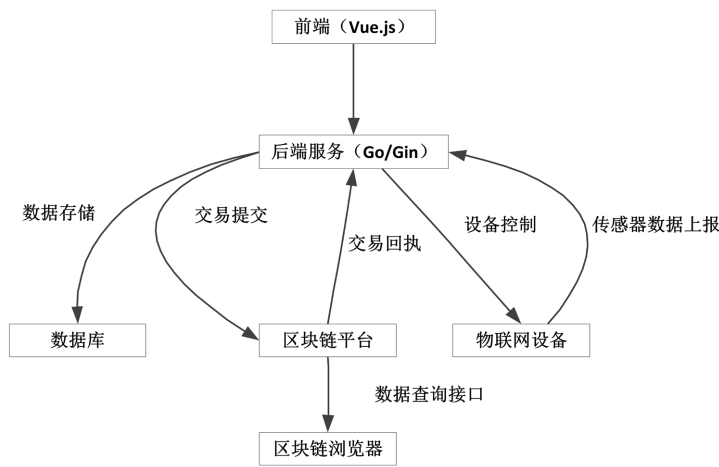 前端（Vue.js）
后端服务（Go/Gin）
数据存储
交易提交
交易回执
设备控制
传感器数据上报
数据库
区块链平台
物联网设备
数据查询接口
区块链浏览器